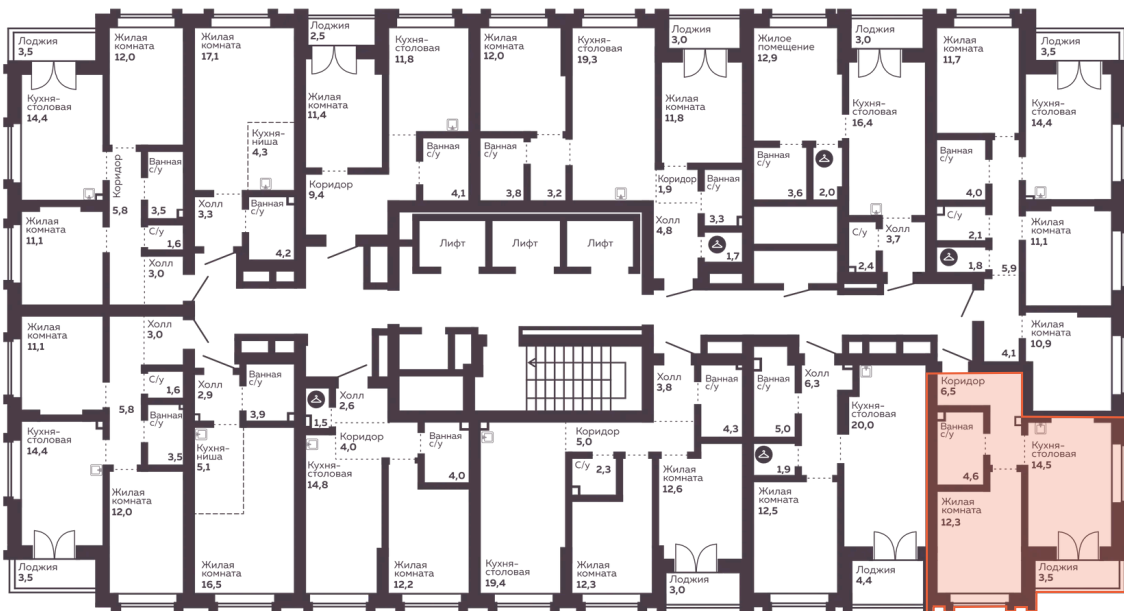 Лоджия
3,5
Жилая
комната
12,0
Жилая
комната
17,1
Лоджия
2,5
Кухня-
столовая
11,8
Жилая
комната
12,0
Кухня-
столовая
19,3
Лоджия
3,0
Жилое
помещение
12,9
Лоджия
3,0
Жилая
комната
11,7
Лоджия
3,5
Кухня-
столовая
14,4
Жилая
комната
11,4
Жилая
комната
11,8
Кухня-
столовая
16,4
Кухня-
столовая
14,4
Кухня-
ниша
4,3
Коридор
5,8
Ванная
с/у
3,5
Ванная
с/у
4,1
Ванная
с/у
3,8
3,2
Ванная
с/у
3,6
2,0
Ванная
с/у
4,0
Коридор
9,4
Коридор
1,9
Ванная
с/у
3,3
Жилая
комната
11,1
С/у
1,6
Холл
3,3
Ванная
с/у
4,2
Холл
4,8
1,7
Холл
3,7
С/у
2,4
С/у
2,1
1,8
5,9
Жилая
комната
11,1
Лифт
Лифт
Лифт
Холл
3,0
Жилая
комната
11,1
Холл
3,0
Жилая
комната
10,9
4,1
С/у
1,6
Холл
2,9
Ванная
с/у
3,9
Холл
2,6
1,5
Холл
3,8
Ванная
с/у
4,3
Ванная
с/у
5,0
Холл
6,3
Коридор
6,5
5,8
Ванная
с/у
3,5
Кухня-
столовая
14,4
Кухня-
ниша
5,1
Коридор
4,0
Ванная
с/у
4,0
Коридор
5,0
Кухня-
столовая
20,0
Ванная
с/у
4,6
Кухня-
столовая
14,5
Кухня-
столовая
14,8
С/у
2,3
1,9
Жилая
комната
12,6
Жилая
комната
12,5
Жилая
комната
12,3
Жилая
комната
12,0
Лоджия
3,5
Жилая
комната
16,5
Жилая
комната
12,2
Кухня-
столовая
19,4
Жилая
комната
12,3
Лоджия
3,0
Лоджия
4,4
Лоджия
3,5